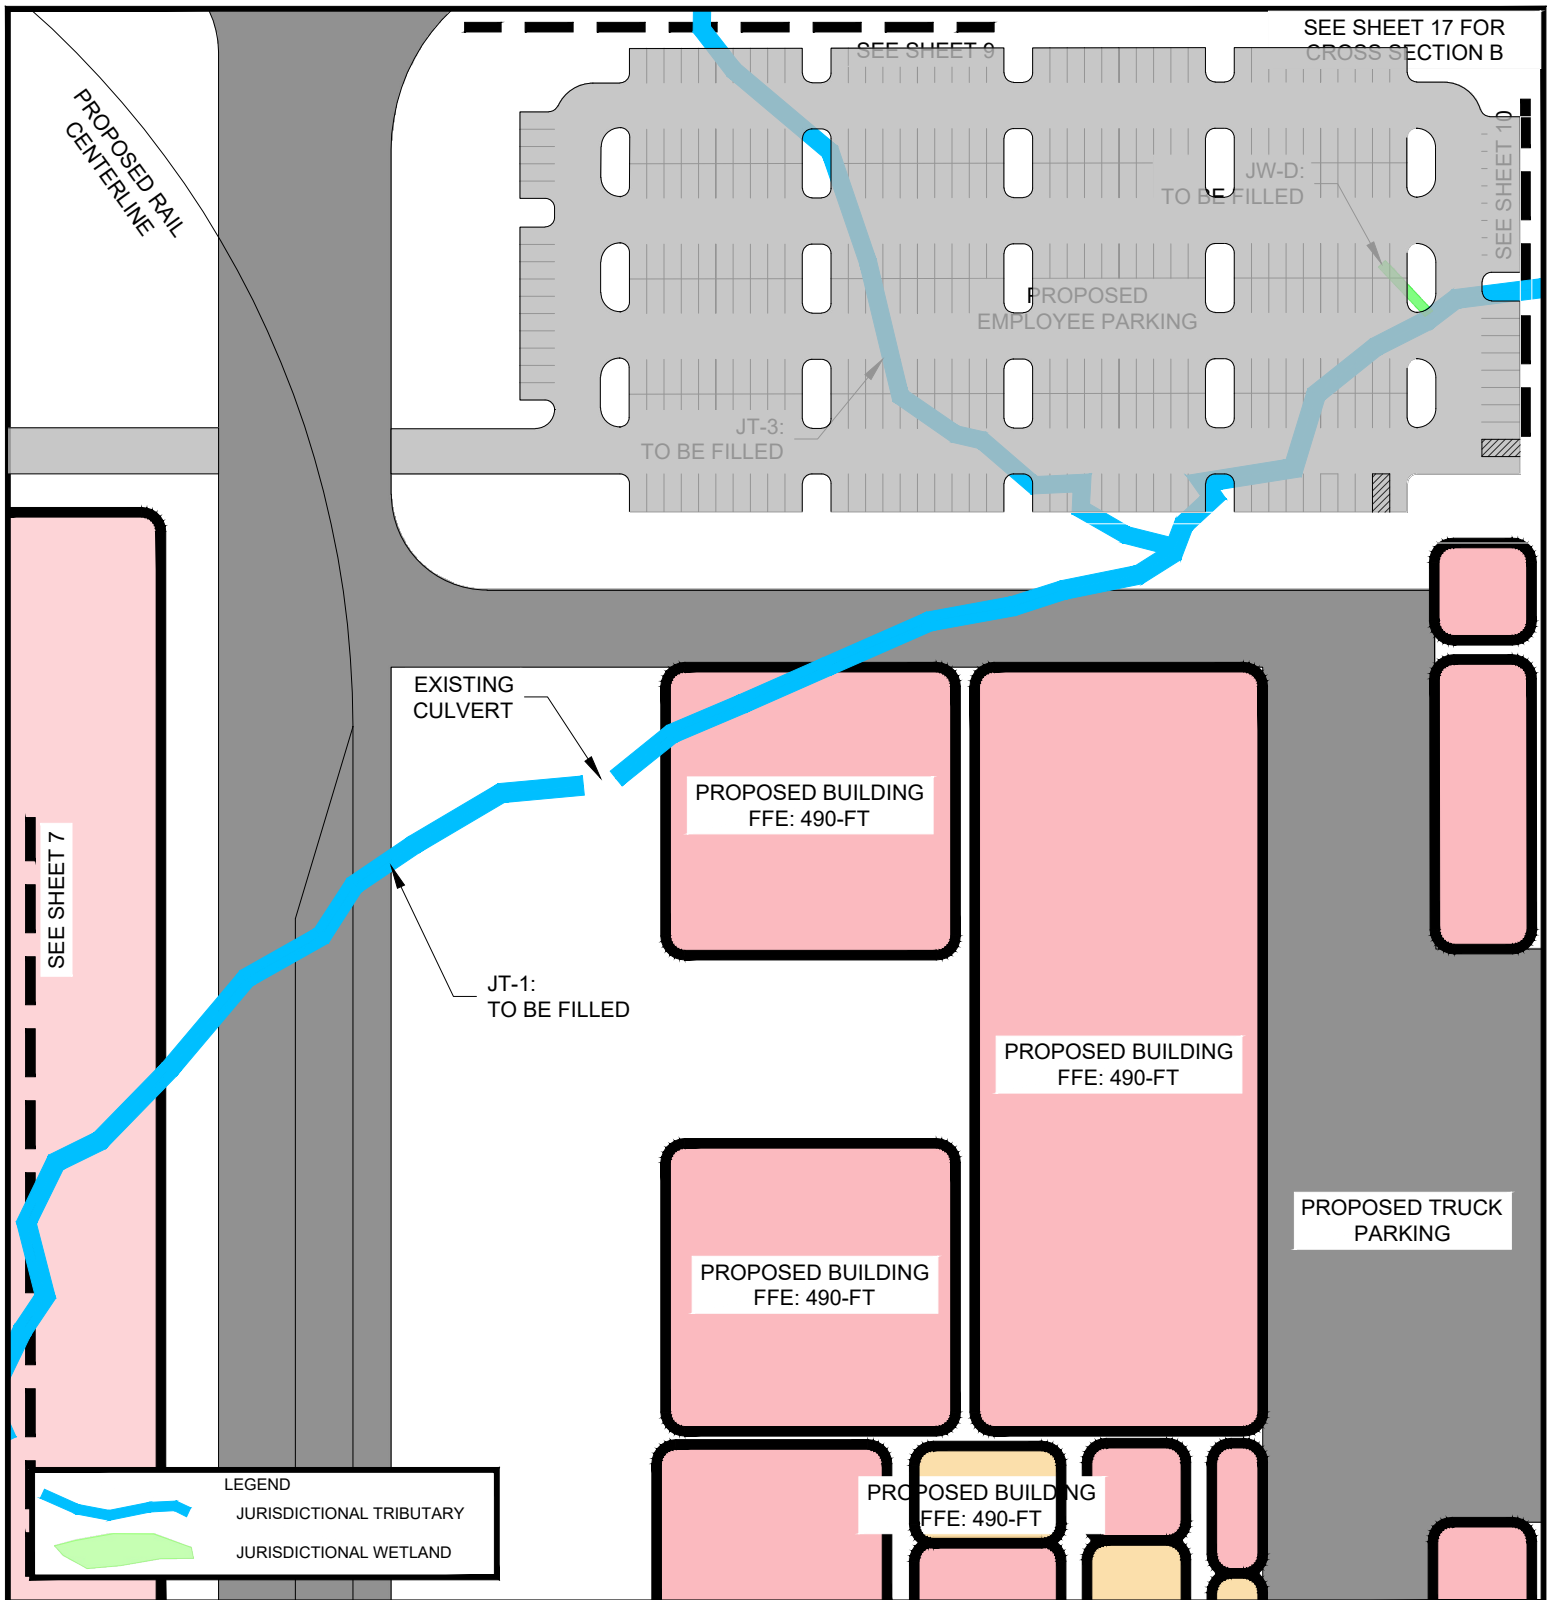 SEE SHEET 17 FOR
CROSS SECTION B
SEE SHEET 9
PROPOSED RAIL
CENTERLINE
SEE SHEET 10
JW-D:
TO BE FILLED
PROPOSED
EMPLOYEE PARKING
JT-3:
TO BE FILLED
EXISTING
CULVERT
PROPOSED BUILDING
FFE: 490-FT
SEE SHEET 7
JT-1:
TO BE FILLED
PROPOSED BUILDING
FFE: 490-FT
PROPOSED TRUCK
PARKING
PROPOSED BUILDING
FFE: 490-FT
PROPOSED BUILDING
FFE: 490-FT
LEGEND
JURISDICTIONAL TRIBUTARY
JURISDICTIONAL WETLAND